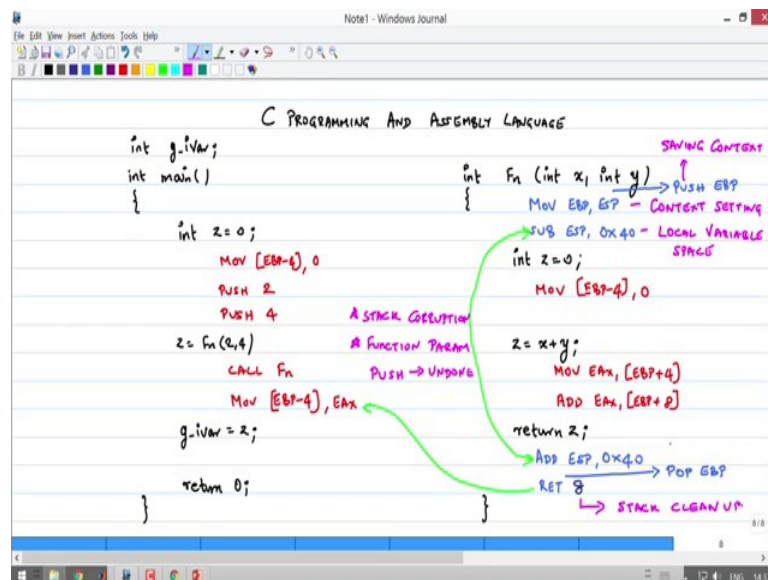 Note1 - Windows Journal
File Edit View Insert Actions Tools Help
C PROGRAMMING AND ASSEMBLY LANGUAGE
int g_iVar;
int main()
{
int z=0;
MOV [EBP-4], 0
PUSH 2
PUSH 4
z = Fn(2,4)
CALL Fn
MOV [EBP-4], EAX
g_ivar = z;
return 0;
}
* STACK CORRUPTION
* FUNCTION PARAM
PUSH → UNDONE
SAVING CONTEXT
int Fn (int x, int y) → PUSH EBP
{
MOV EBP, ESP - CONTEXT SETTING
SUB ESP, 0x40 - LOCAL VARIABLE
SPACE
int z=0;
MOV [EBP-4], 0
z = x+y;
MOV EAX, [EBP+4]
ADD EAX, [EBP+8]
return z;
ADD ESP, 0x40
→ POP EBP
RET 8
→ STACK CLEAN UP
}
8/8
8
ENG